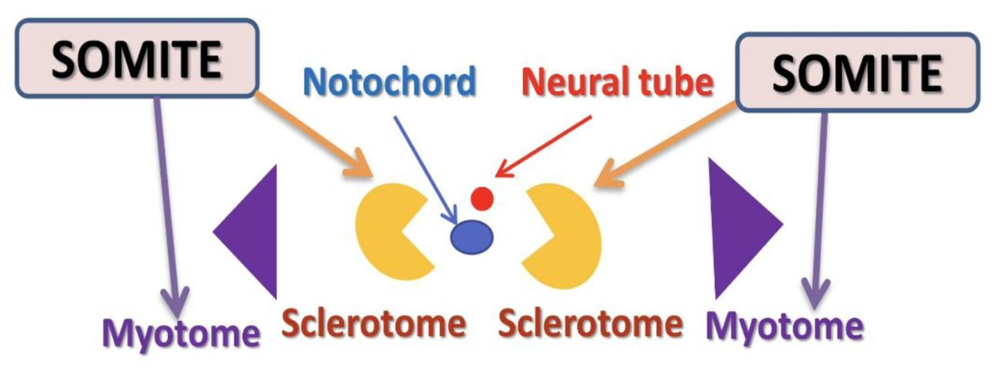 SOMITE
SOMITE
Notochord
Neural tube
Myotome
Sclerotome
Sclerotome
Myotome